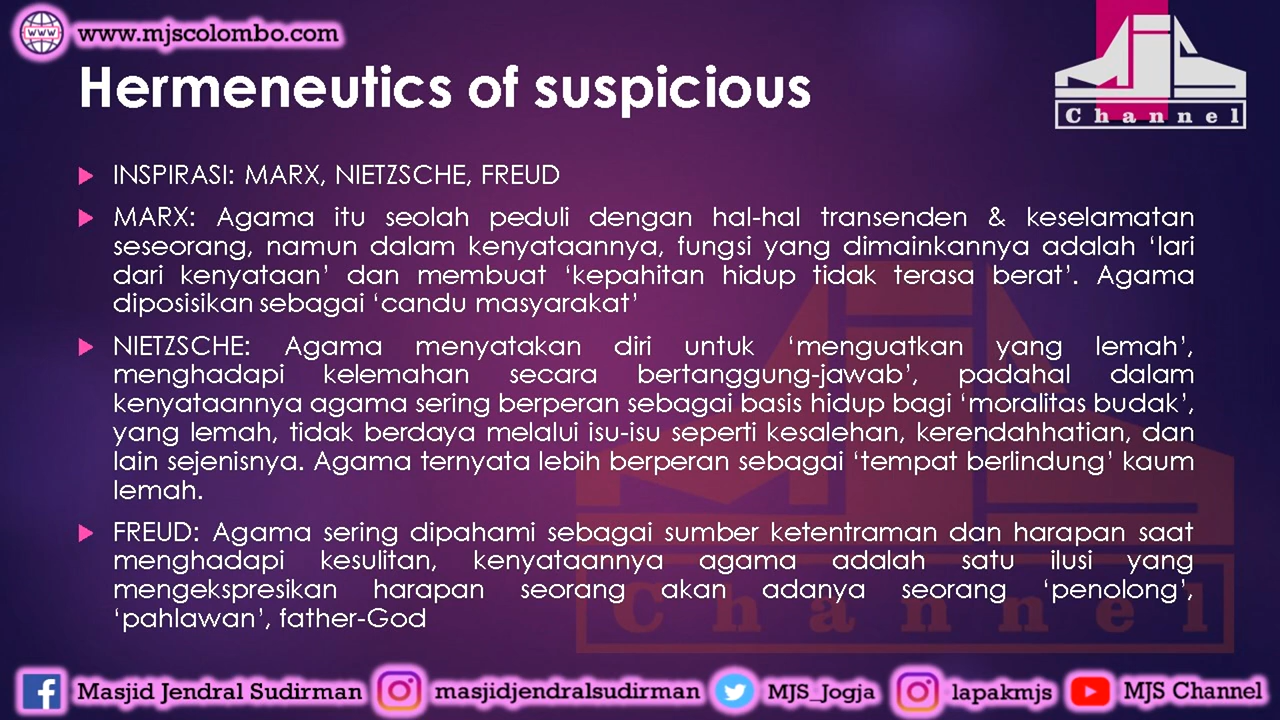 www.mjscolombo.com
Hermeneutics of suspicious
MJS
Channel
INSPIRASI: MARX, NIETZSCHE, FREUD
MARX: Agama itu seolah peduli dengan hal-hal transenden & keselamatan
seseorang, namun dalam kenyataannya, fungsi yang dimainkannya adalah ‘lari
dari kenyataan’ dan membuat ‘kepahitan hidup tidak terasa berat’. Agama
diposisikan sebagai ‘candu masyarakat’
NIETZSCHE: Agama menyatakan diri untuk ‘menguatkan yang lemah’,
menghadapi kelemahan secara bertanggung-jawab’, padahal dalam
kenyataannya agama sering berperan sebagai basis hidup bagi ‘moralitas budak’,
yang lemah, tidak berdaya melalui isu-isu seperti kesalehan, kerendahhatian, dan
lain sejenisnya. Agama ternyata lebih berperan sebagai ‘tempat berlindung’ kaum
lemah.
FREUD: Agama sering dipahami sebagai sumber ketentraman dan harapan saat
menghadapi kesulitan, kenyataannya agama adalah satu ilusi yang
mengekspresikan harapan seorang akan adanya seorang ‘penolong’,
‘pahlawan’, father-God
Channel
Masjid Jendral Sudirman masjidjendralsudirman MJS_Jogja lapakmjs MJS Channel